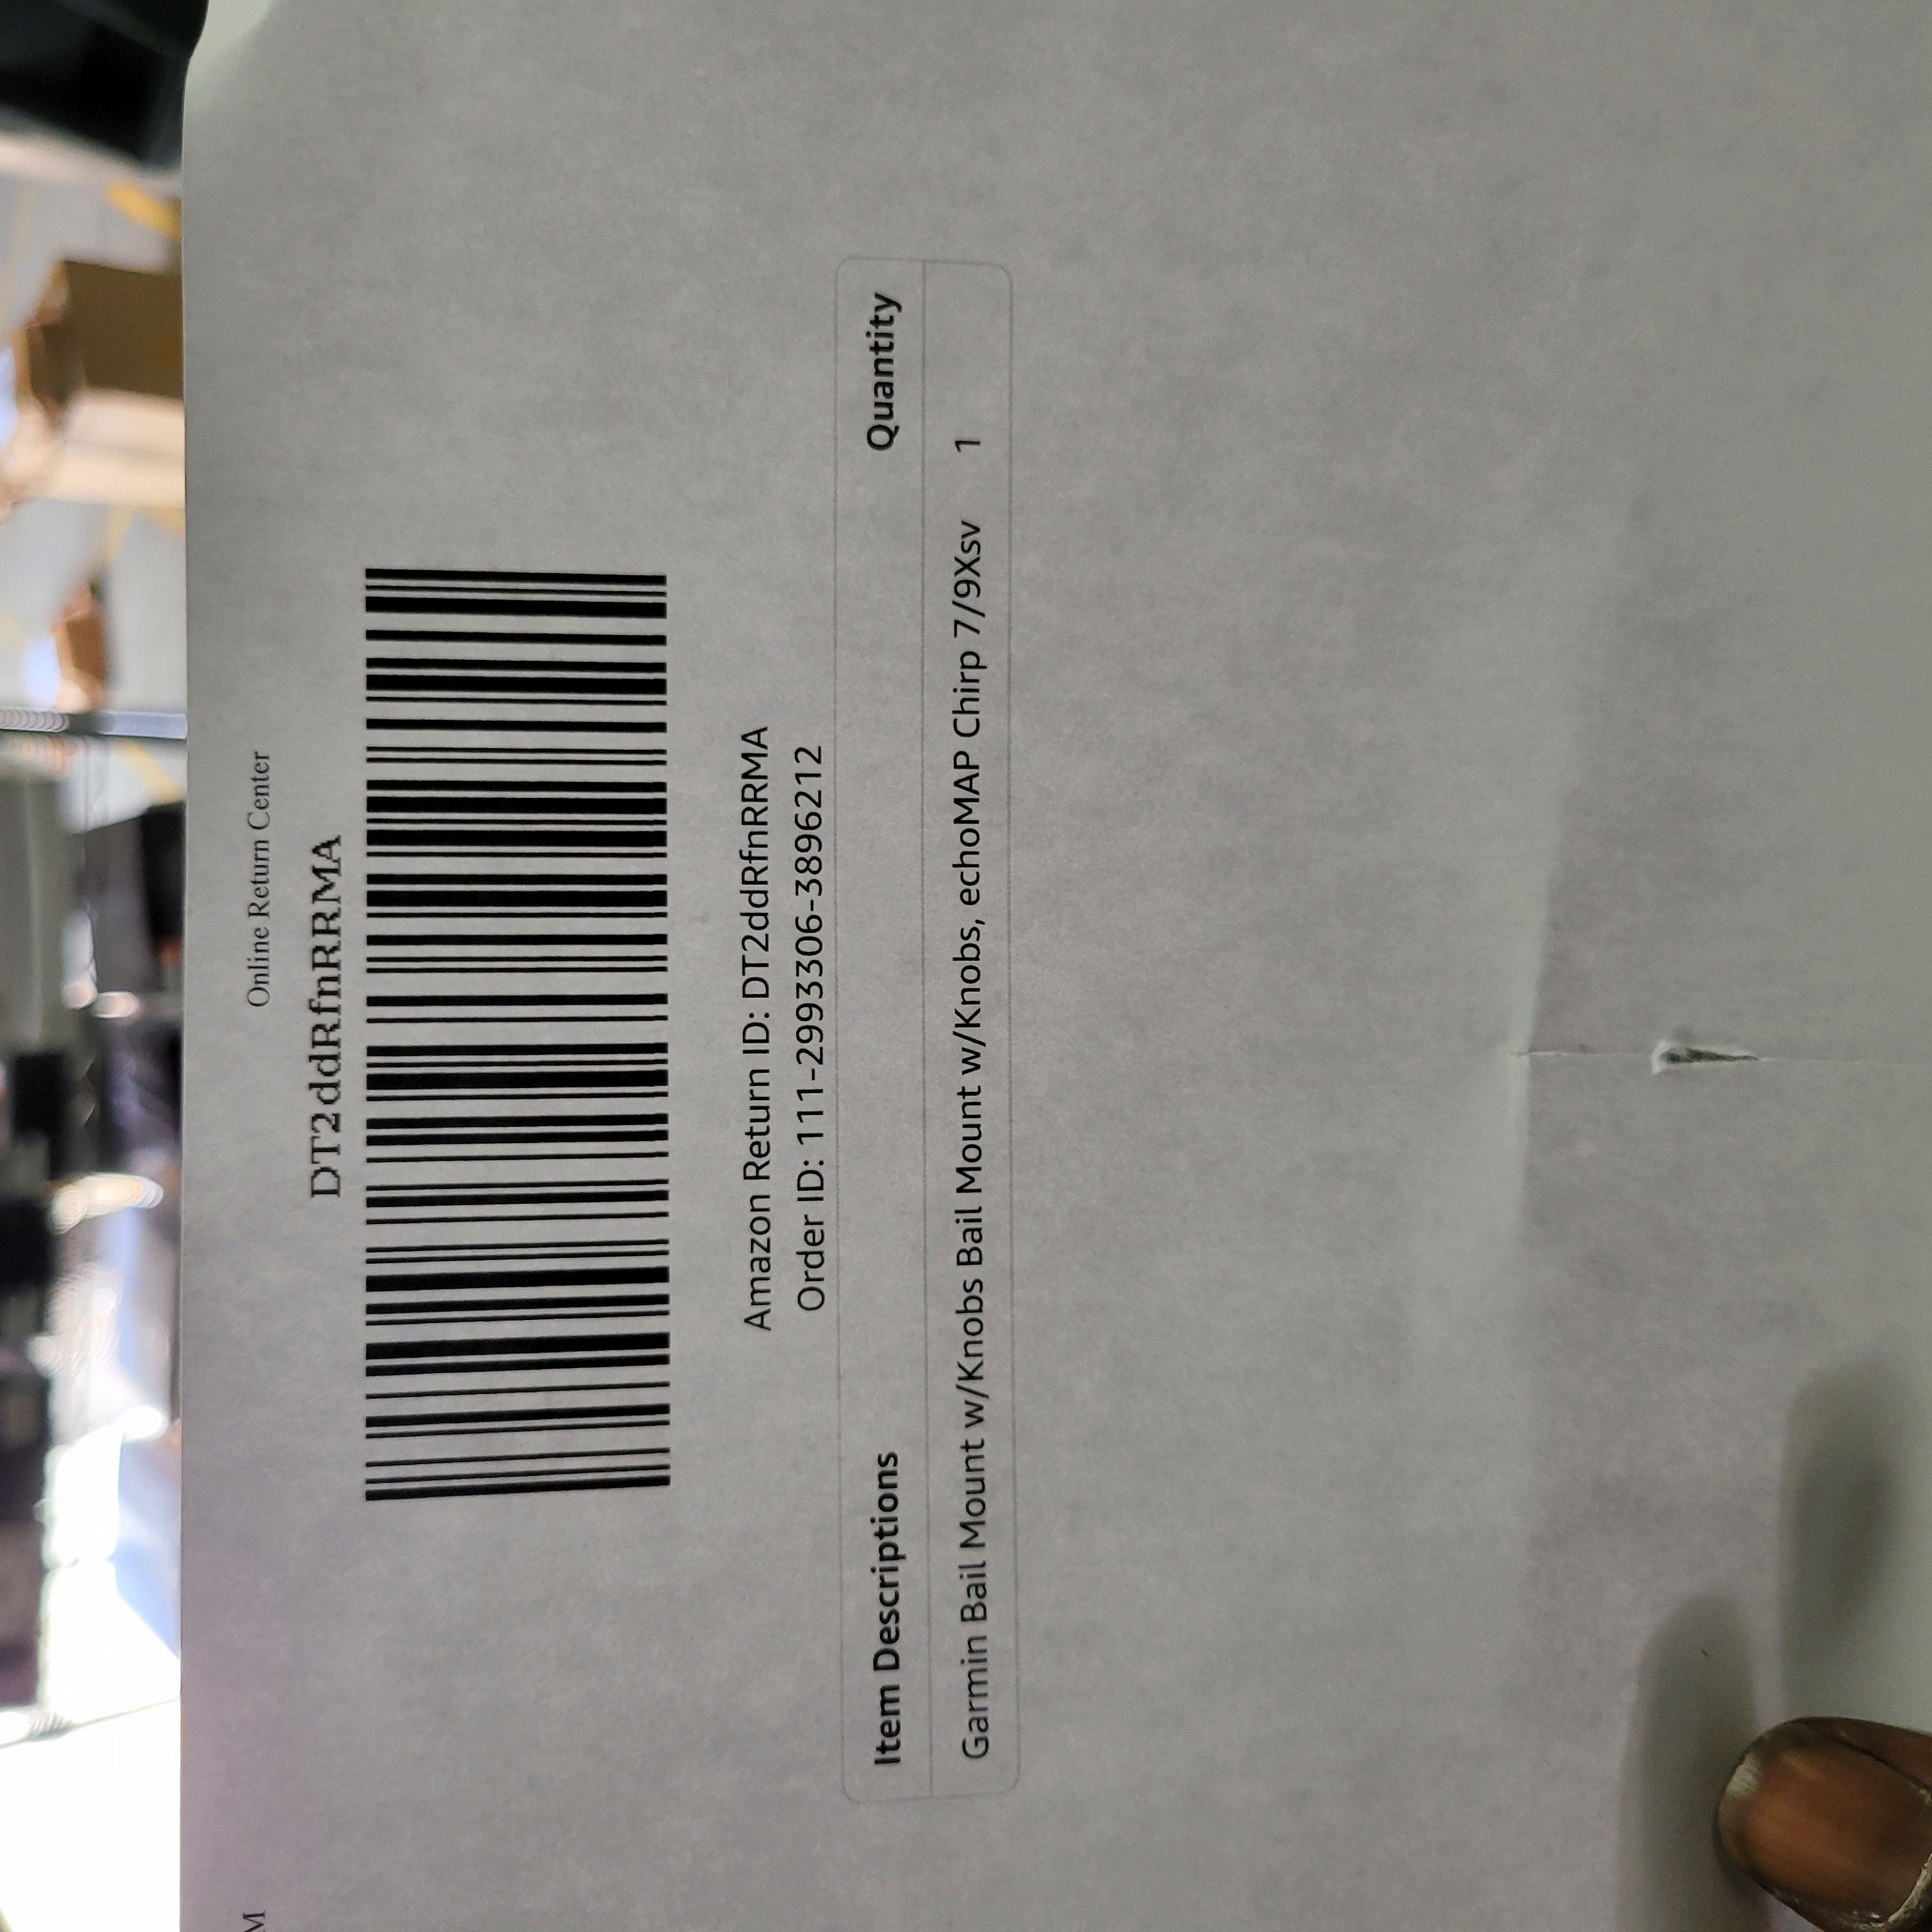 M
Online Return Center
DT2ddRfnRRMA
Amazon Return ID: DT2ddRfnRRMA
Order ID: 111-2993306-3896212
Item Descriptions Quantity
Garmin Bail Mount w/Knobs Bail Mount w/Knobs, echoMAP Chirp 7/9Xsv 1